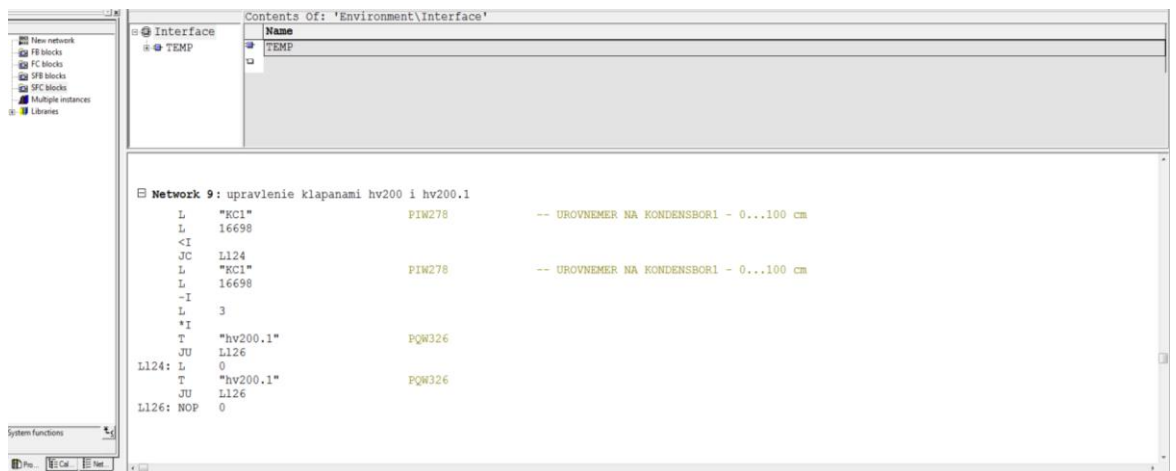 Contents Of: 'Environment\Interface'
Interface
TEMP
Name
TEMP
New network
FB blocks
FC blocks
SFB blocks
SFC blocks
Multiple instances
Libraries
Network 9: upravlenie klapanami hv200 i hv200.1
L "KC1" PIW278 -- UROVNEMER NA KONDENSBOR1 - 0...100 cm
L 16698
<I
JC L124
L "KC1" PIW278 -- UROVNEMER NA KONDENSBOR1 - 0...100 cm
L 16698
-I
L 3
*I
T "hv200.1" PQW326
JU L126
L124: L 0
T "hv200.1" PQW326
JU L126
L126: NOP 0
System functions
Pro... Cal... Net...